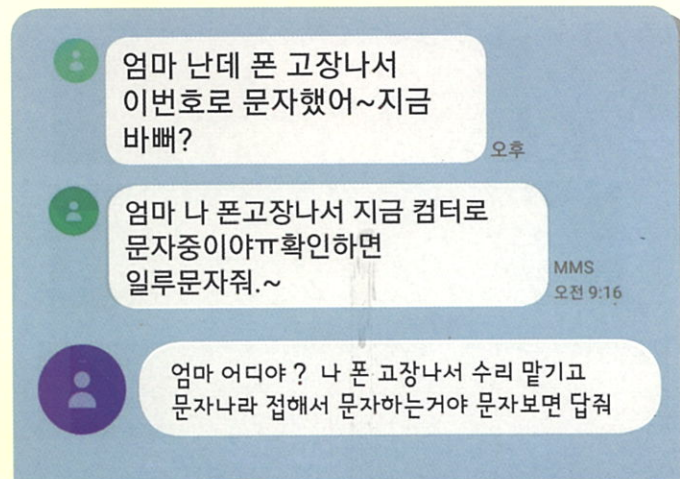 엄마 난데 폰 고장나서
이번호로 문자했어~지금
바뻐?
오후
엄마 나 폰고장나서 지금 컴터로
문자중이야ㅠ확인하면
일루문자줘.~
MMS
오전 9:16
엄마 어디야? 나 폰 고장나서 수리 맡기고
문자나라 접해서 문자하는거야 문자보면 답줘